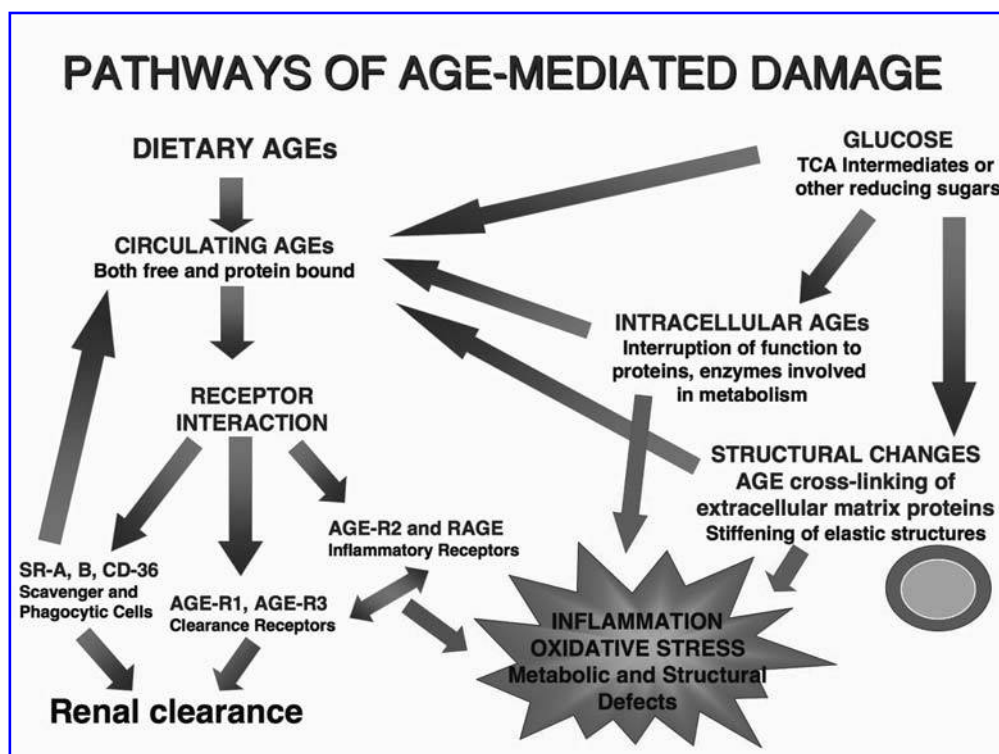 PATHWAYS OF AGE-MEDIATED DAMAGE
DIETARY AGEs
CIRCULATING AGEs
Both free and protein bound
RECEPTOR
INTERACTION
SR-A, B, CD-36
Scavenger and
Phagocytic Cells
AGE-R1, AGE-R3
Clearance Receptors
AGE-R2 and RAGE
Inflammatory Receptors
Renal clearance
GLUCOSE
TCA Intermediates or
other reducing sugars
INTRACELLULAR AGEs
Interruption of function to
proteins, enzymes involved
in metabolism
STRUCTURAL CHANGES
AGE cross-linking of
extracellular matrix proteins
Stiffening of elastic structures
INFLAMMATION
OXIDATIVE STRESS
Metabolic and Structural
Defects